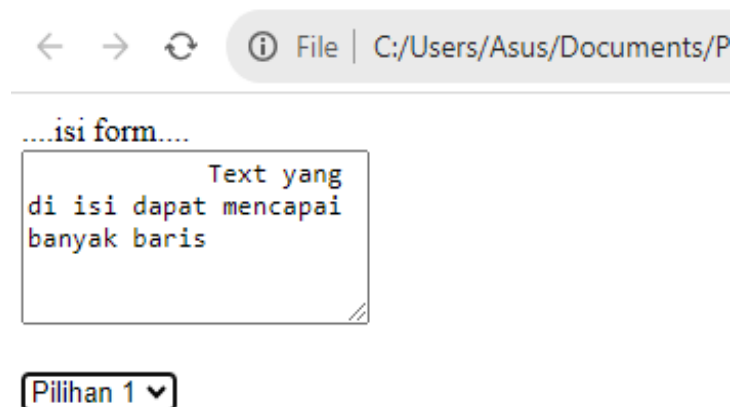 File C:/Users/Asus/Documents/P
....isi form....
Text yang
di isi dapat mencapai
banyak baris
Pilihan 1